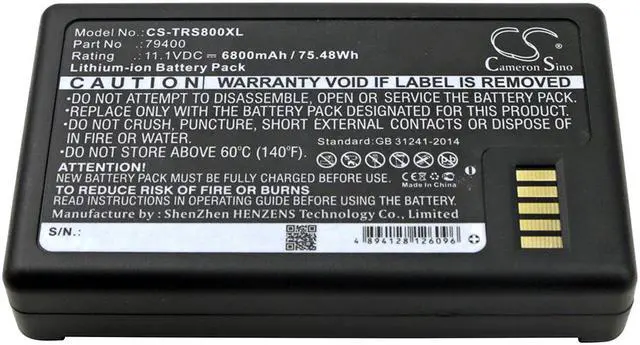 Model No.: CS-TRS800XL
Part No .: 79400
Rating .: 11.1VDC⎓ 6800mAh / 75.48Wh
Lithium-ion Battery Pack
CS
Cameron Sino
CAUTION WARRANTY VOID IF LABEL IS REMOVED
•DO NOT ATTEMPT TO DISASSEMBLE, OPEN OR SERVICE THE BATTERY PACK.
•REPLACE ONLY WITH THE BATTERY PACK DESIGNATED FOR THIS PRODUCT.
•DO NOT CRUSH, PUNCTURE, SHORT EXTERNAL CONTACTS OR DISPOSE OF
IN FIRE OR WATER.
•DO NOT STORE ABOVE 60°C (140°F).
Standard: GB 31241-2014
ATTENTION:
NEW BATTERY PACK MUST BE FULLY CHARGED BEFORE USE.
TO REDUCE RISK OF FIRE OR BURNS
READ INSTRUCTIONS IN OPERATING GUIDE BEFORE USING BATTERY PACK.
Manufacturer : ShenZhen HENZENS Technology Co., Limited
Made In China
S/N.:
4 894128 126096